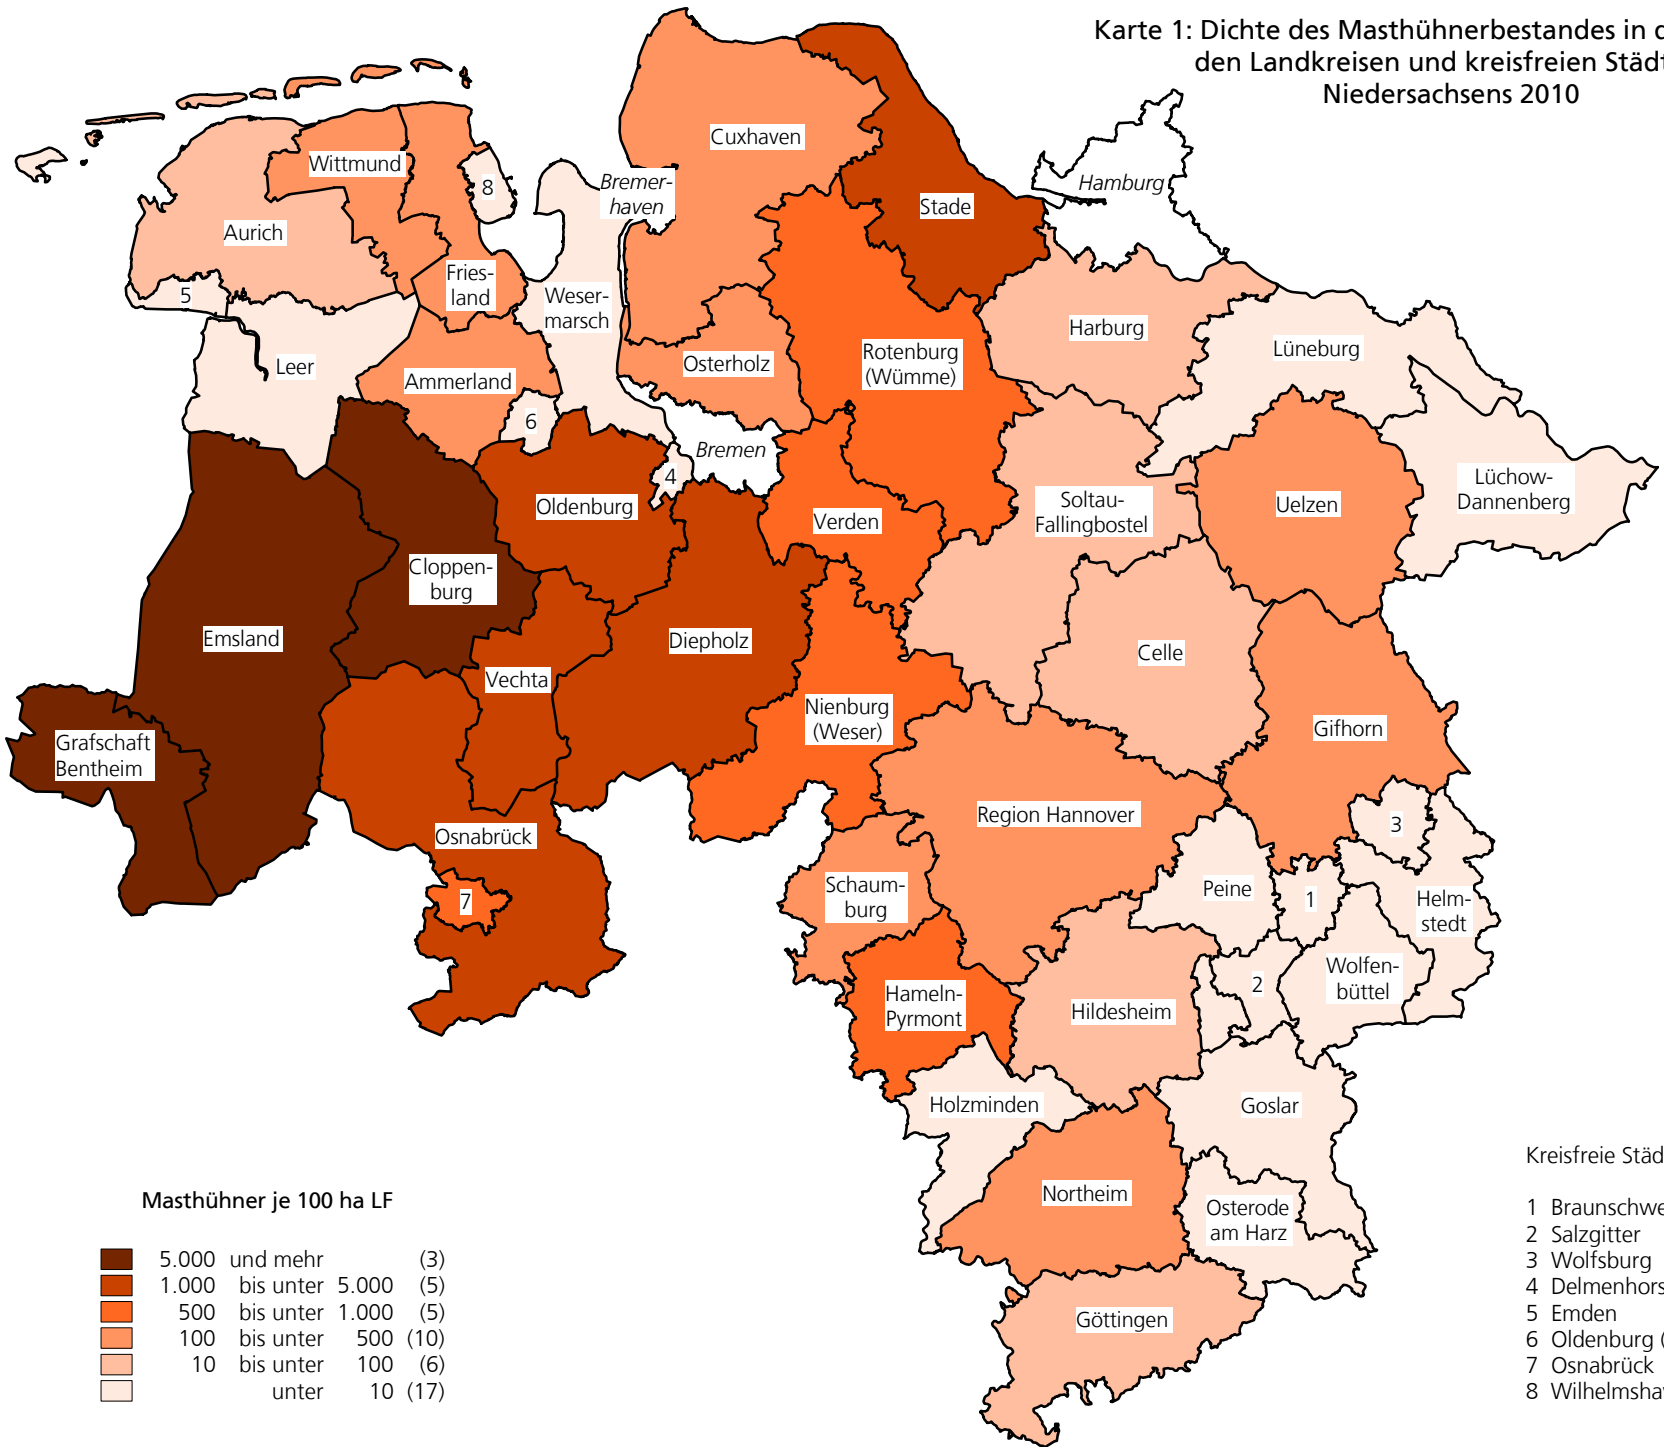 Karte 1: Dichte des Masthühnerbestandes in
den Landkreisen und kreisfreien
Niedersachsens 2010
Cuxhaven
Wittmund
8
Bremer-
haven
Hamburg
Stade
Aurich
Fries-
land
5
Weser-
marsch
Harburg
Lüneburg
Leer
Ammerland
Osterholz
Rotenburg
(Wümme)
6
Bremen
4
Lüchow-
Dannenberg
Oldenburg
Verden
Soltau-
Fallingbostel
Uelzen
Cloppen-
burg
Emsland
Diepholz
Celle
Vechta
Nienburg
(Weser)
Grafschaft
Bentheim
Gifhorn
Region Hannover
3
Osnabrück
7
Schaum-
burg
Peine
1
Helm-
stedt
Wolfen-
büttel
2
Hameln-
Pyrmont
Hildesheim
Holzminden
Goslar
Northeim
Osterode
am Harz
Göttingen
Masthühner je 100 ha LF
5.000 und mehr (3)
1.000 bis unter 5.000 (5)
500 bis unter 1.000 (5)
100 bis unter 500 (10)
10 bis unter 100 (6)
unter 10 (17)
Kreisfreie
1
2 Salzgitter
3 Wolfsburg
4
5 Emden
6 Oldenburg (
7 Osnabrück
8